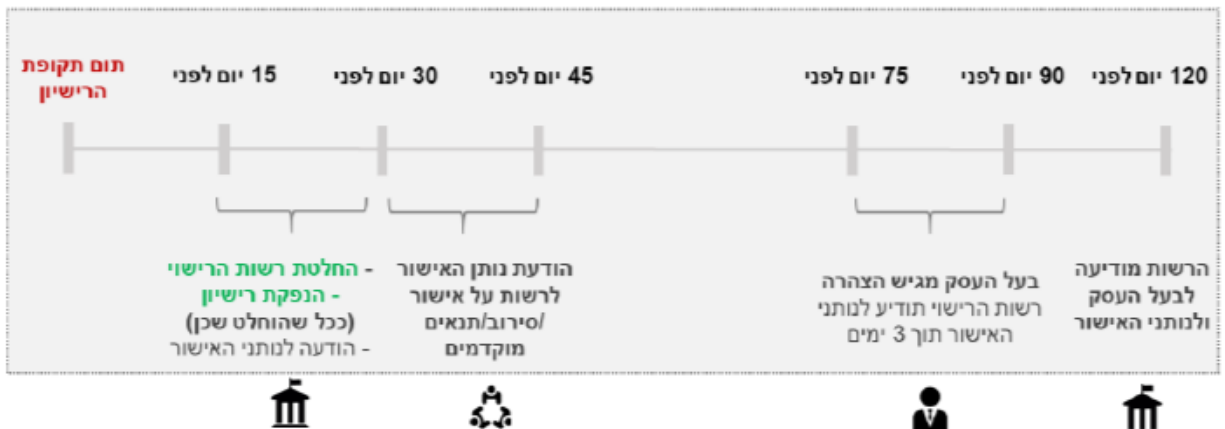 120 יום לפני
90 יום לפני
75 יום לפני
45 יום לפני
30 יום לפני
15 יום לפני
תום תקופת
הרישיון
הרשות מודיעה
לבעל העסק
ולנותני האישור
בעל העסק מגיש הצהרה
רשות הרישוי תודיע לנותני
האישור תוך 3 ימים
הודעת נותן האישור
לרשות על אישור
/סירוב/תנאים
מוקדמים
- החלטת רשות הרישוי
- הנפקת רישיון
(ככל שהוחלט שכן)
- הודעה לנותני האישור